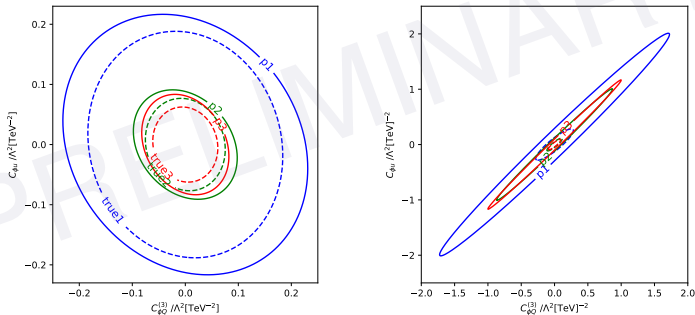 PRELIMINAR
0.2
0.1
0.0
−0.1
−0.2
C_{ϕu} /Λ²[TeV⁻²]
p1
p2
p3
true3
true1
−0.2 −0.1 0.0 0.1 0.2
C_{ϕQ}^{(3)} /Λ²[TeV⁻²]
2
1
0
−1
−2
C_{ϕu} /Λ²[TeV]⁻²
p2
p1
−2.0 −1.5 −1.0 −0.5 0.0 0.5 1.0 1.5 2.0
C_{ϕQ}^{(3)} /Λ²[TeV]⁻²